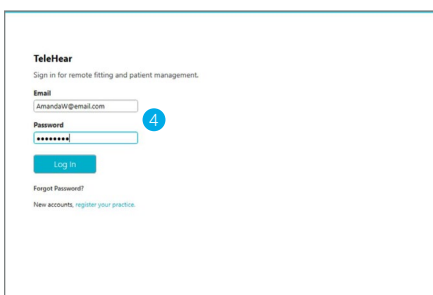 TeleHear
Sign in for remote fitting and patient management.
Email
AmandaW@email.com
4
Password
••••••••
Log In
Forgot Password?
New accounts, register your practice.